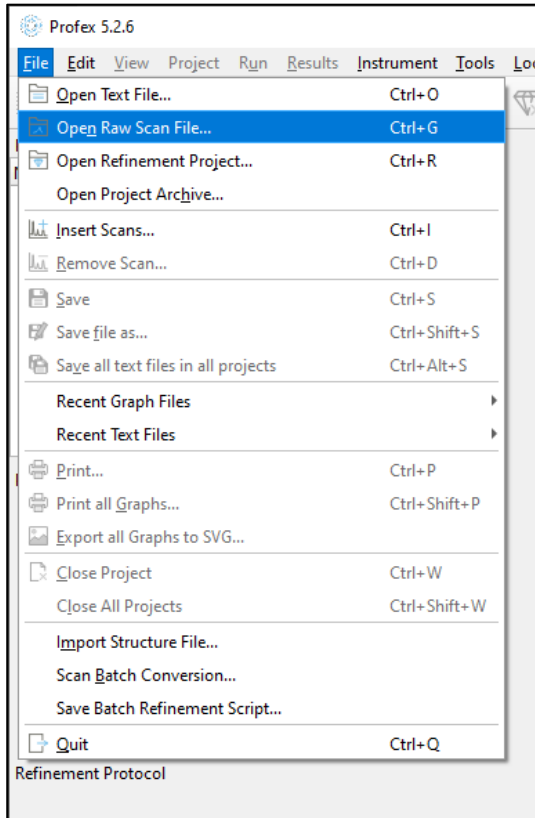 Profex 5.2.6
File Edit View Project Run Results Instrument Tools
Open Text File... Ctrl+O
Open Raw Scan File... Ctrl+G
Open Refinement Project... Ctrl+R
Open Project Archive...
Insert Scans... Ctrl+I
Remove Scan... Ctrl+D
Save Ctrl+S
Save file as... Ctrl+Shift+S
Save all text files in all projects Ctrl+Alt+S
Recent Graph Files
Recent Text Files
Print... Ctrl+P
Print all Graphs... Ctrl+Shift+P
Export all Graphs to SVG...
Close Project Ctrl+W
Close All Projects Ctrl+Shift+W
Import Structure File...
Scan Batch Conversion...
Save Batch Refinement Script...
Quit Ctrl+Q
Refinement Protocol